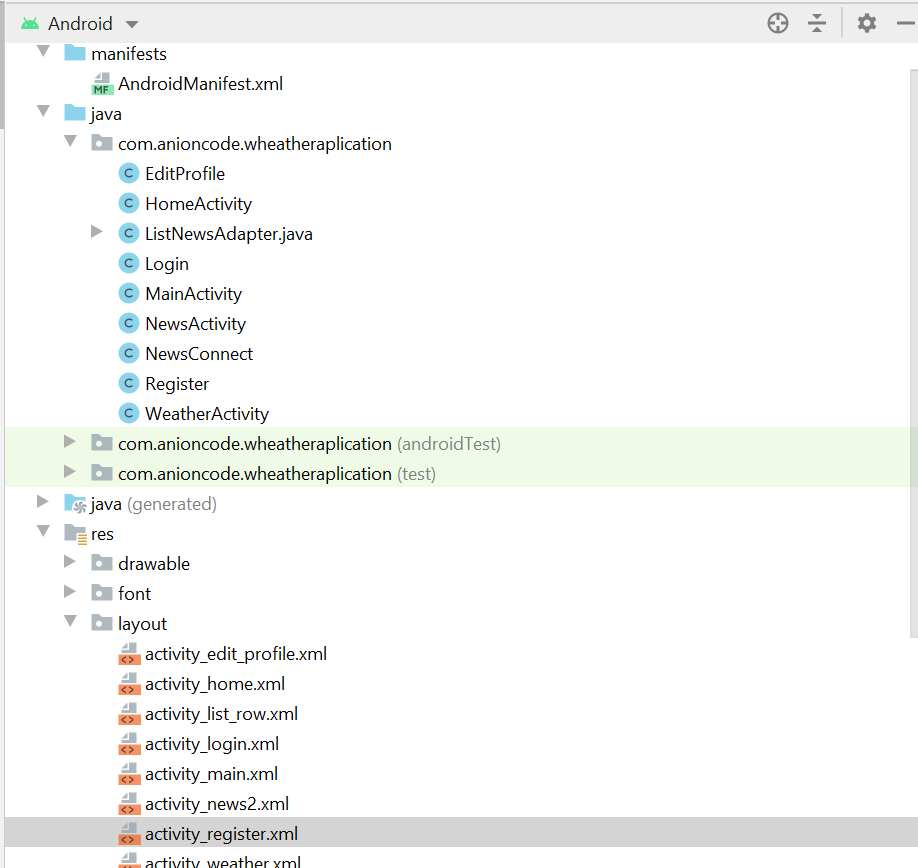 Android
manifests
MF AndroidManifest.xml
java
com.anioncode.wheatheraplication
C EditProfile
C HomeActivity
C ListNewsAdapter.java
C Login
C MainActivity
C NewsActivity
C NewsConnect
C Register
C WeatherActivity
com.anioncode.wheatheraplication (androidTest)
com.anioncode.wheatheraplication (test)
java (generated)
res
drawable
font
layout
<> activity_edit_profile.xml
<> activity_home.xml
<> activity_list_row.xml
<> activity_login.xml
<> activity_main.xml
<> activity_news2.xml
<> activity_register.xml
activity_weather.xml